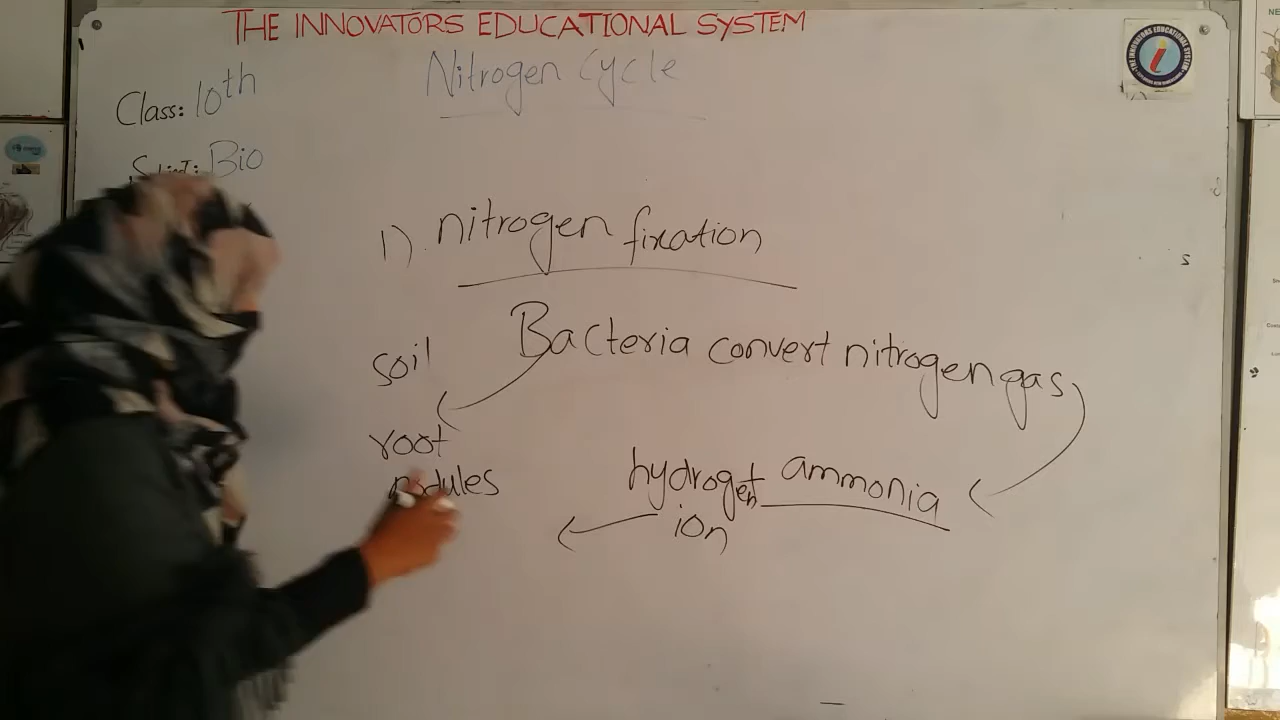 THE INNOVATORS EDUCATIONAL SYSTEM
Nitrogen Cycle
Class: 10th
Bio
1) nitrogen fixation
Bacteria convert nitrogen gas
soil
root
nodules
hydrogen ammonia
ion